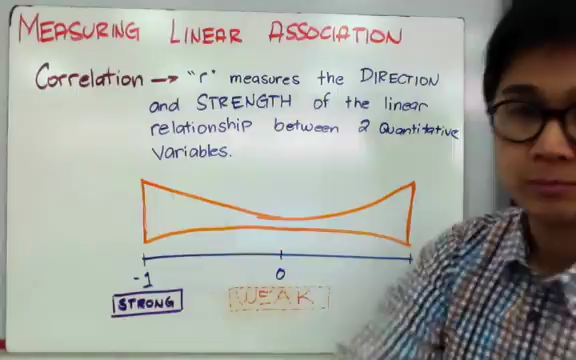 MEASURING LINEAR ASSOCIATION
Correlation → "r" measures the DIRECTION
and STRENGTH of the linear
relationship between 2 Quantitative
Variables.
-1 0
STRONG WEAK